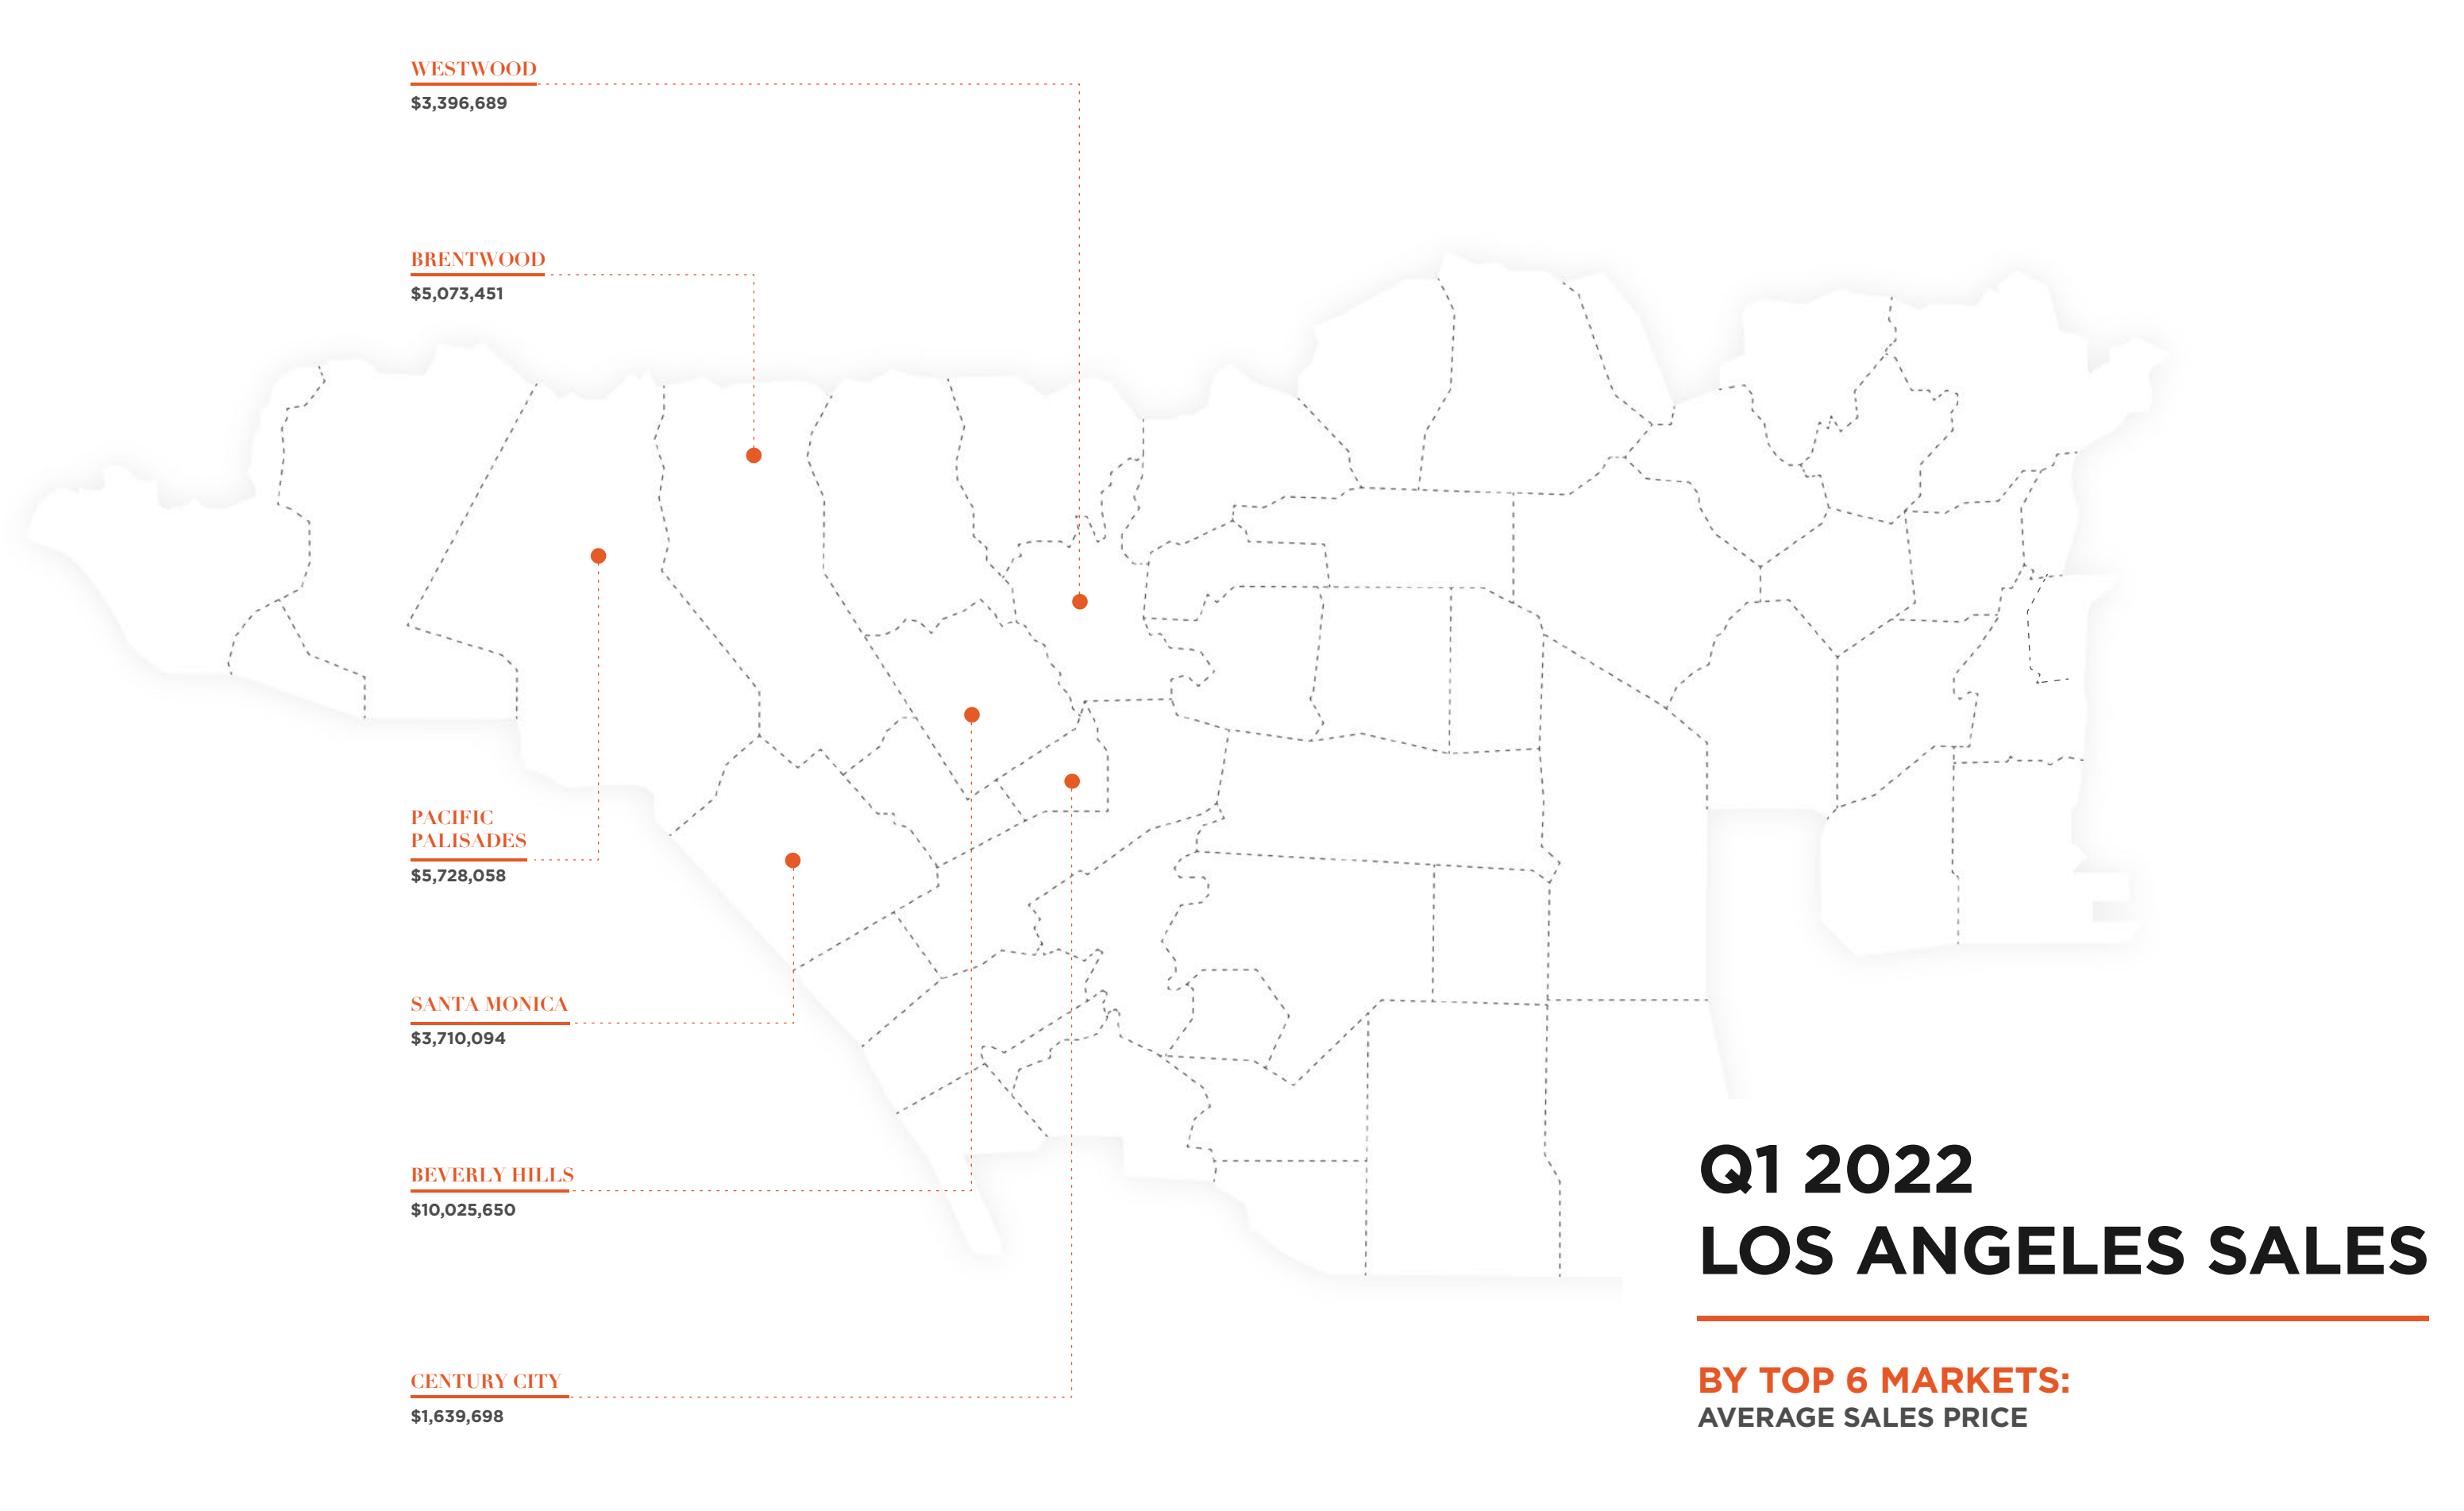 WESTWOOD
$3,396,689
BRENTWOOD
$5,073,451
PACIFIC
PALISADES
$5,728,058
SANTA MONICA
$3,710,094
BEVERLY HILLS
$10,025,650
CENTURY CITY
$1,639,698
Q1 2022
LOS ANGELES SALES
BY TOP 6 MARKETS:
AVERAGE SALES PRICE